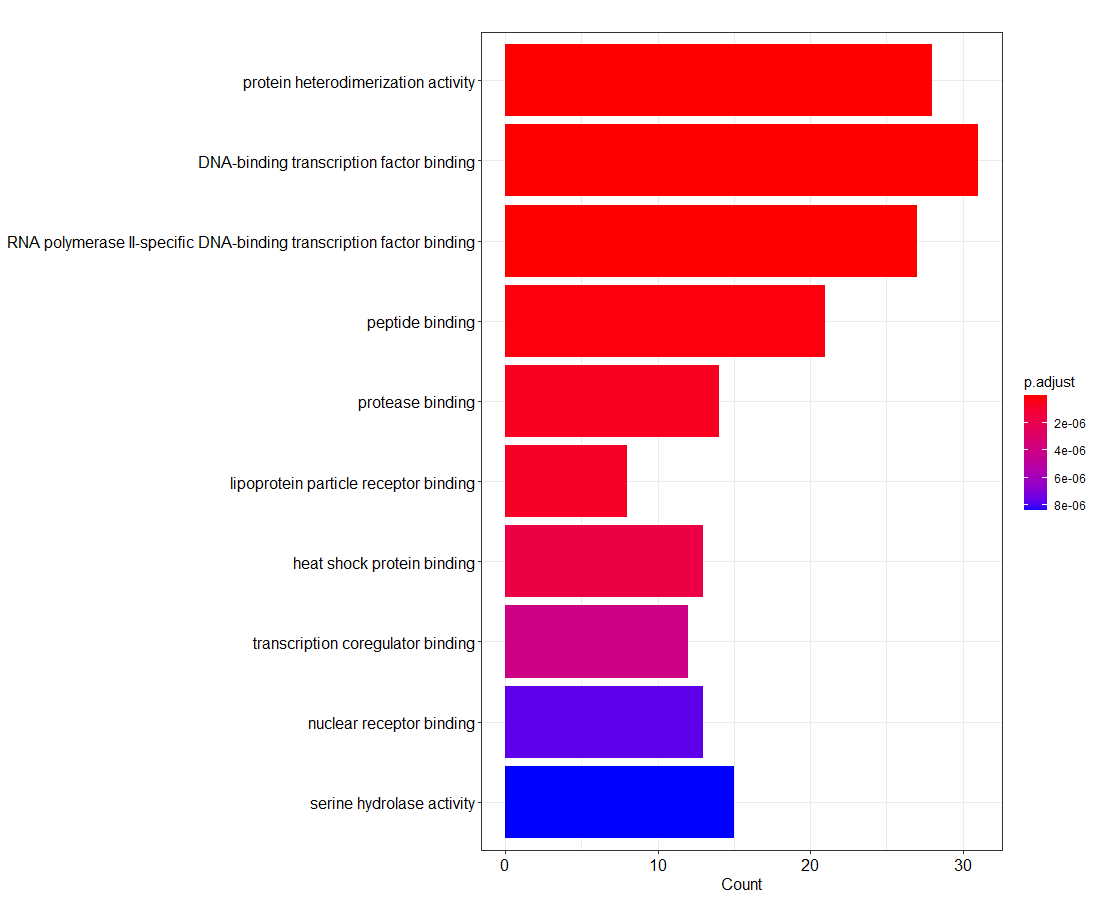 protein heterodimerization activity
DNA-binding transcription factor binding
RNA polymerase II-specific DNA-binding transcription factor binding
peptide binding
protease binding
lipoprotein particle receptor binding
heat shock protein binding
transcription coregulator binding
nuclear receptor binding
serine hydrolase activity
0 10 20 30
Count
p.adjust
2e-06
4e-06
6e-06
8e-06